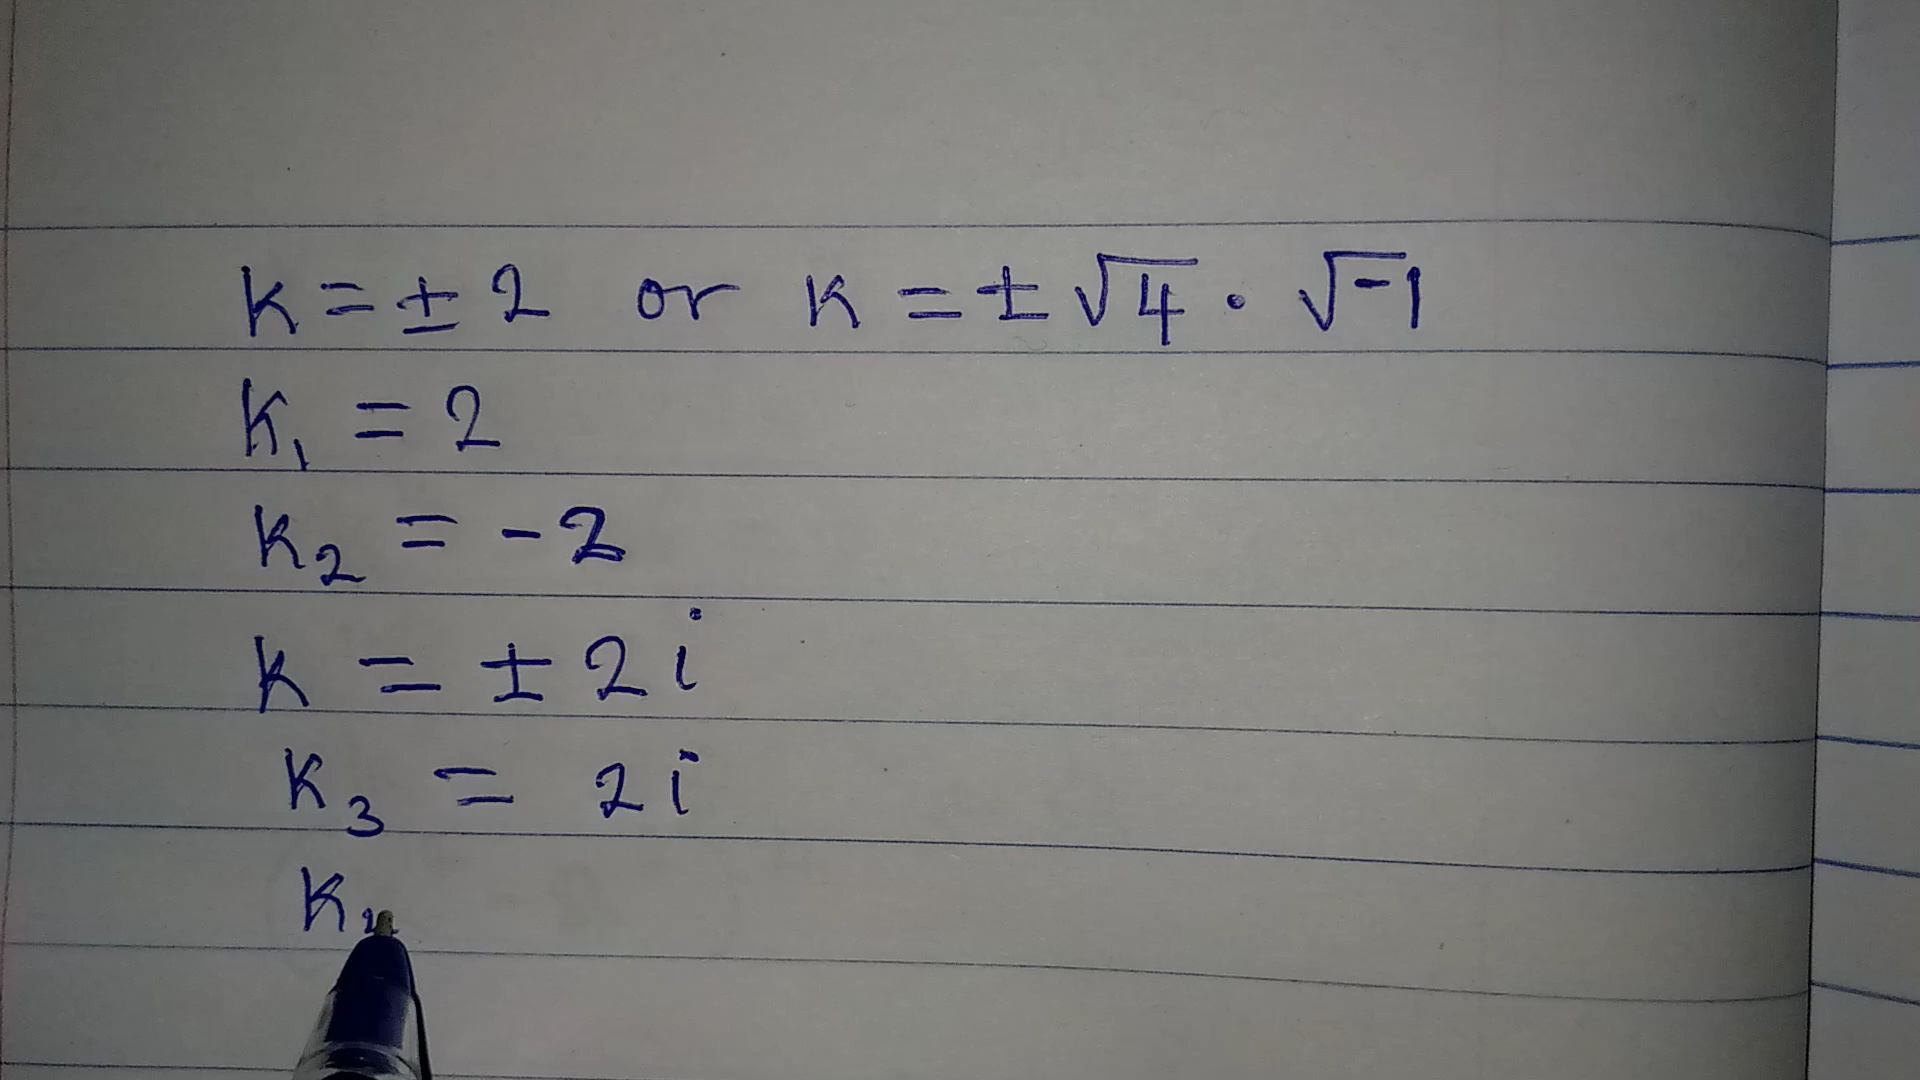 k = ± 2 or k = ± √4 · √-1
k₁ = 2
k₂ = -2
k = ± 2i
k₃ = 2i
k